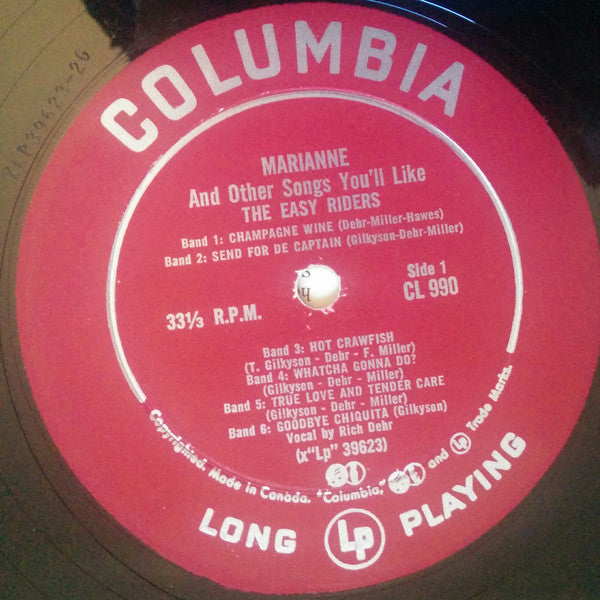 COLUMBIA
MARIANNE
And Other Songs You'll Like
THE EASY RIDERS
Band 1: CHAMPAGNE WINE (Dehr-Miller-Hawes)
Band 2: SEND FOR DE CAPTAIN (Gilkyson-Dehr-Miller)
Side 1
33⅓ R.P.M.
CL 990
Band 3: HOT CRAWFISH
(T. Gilkyson - Dehr - F. Miller)
Band 4: WHATCHA GONNA DO?
(Gilkyson - Dehr - Miller)
Band 5: TRUE LOVE AND TENDER CARE
(Gilkyson - Dehr - Miller)
Band 6: GOODBYE CHIQUITA (Gilkyson)
Vocal by Rich Dehr
(x"Lp" 39623)
Copyrighted. Made in Canada. "Columbia," and Lp Trade Marks.
LONG Lp PLAYING